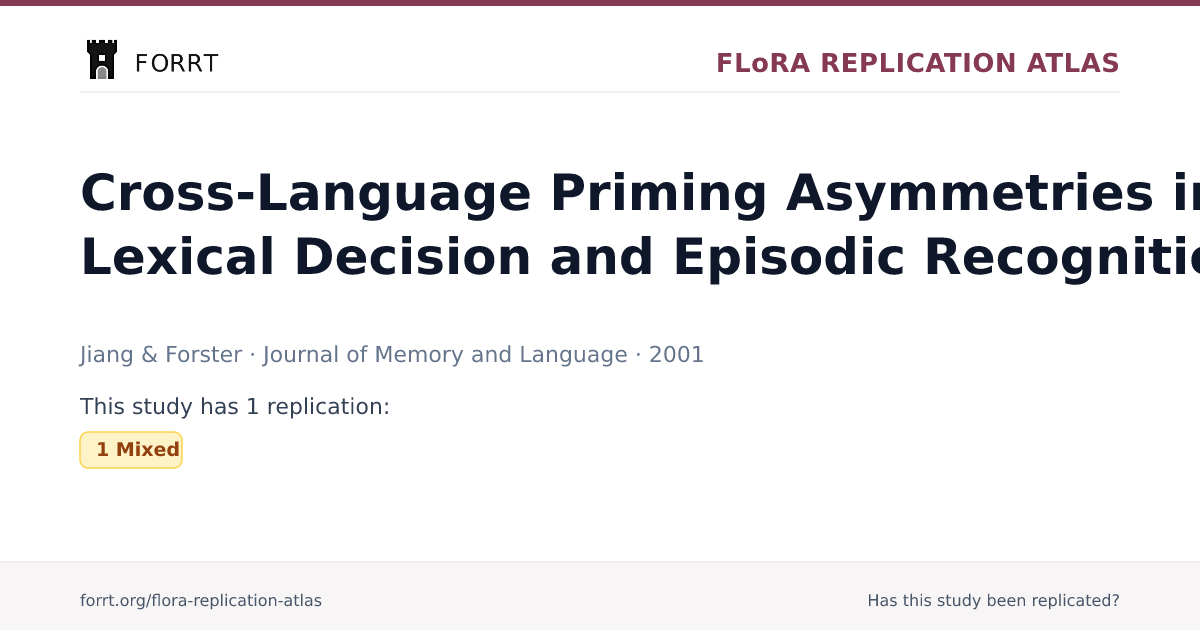 FORRT
FLoRA REPLICATION ATLAS
Cross-Language Priming Asymmetries in
Lexical Decision and Episodic
Jiang & Forster · Journal of Memory and Language · 2001
This study has 1 replication:
1 Mixed
forrt.org/flora-replication-atlas
Has this study been replicated?